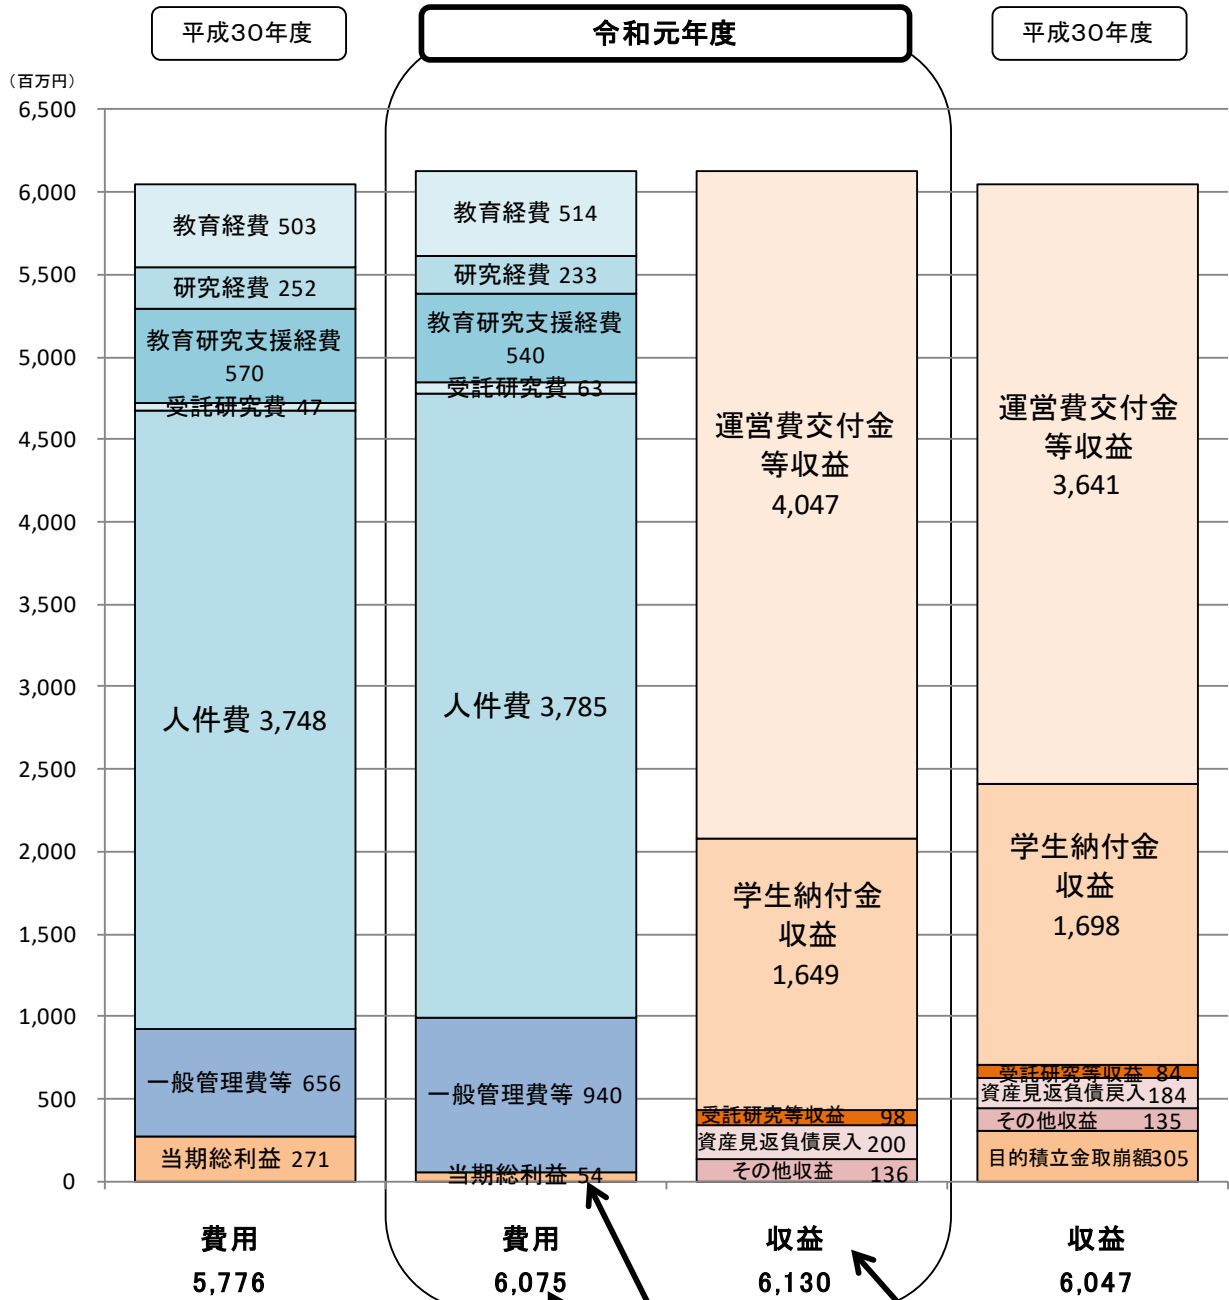 平成30年度
令和元年度
平成30年度
（百万円）
6,500
6,000
5,500
5,000
4,500
4,000
3,500
3,000
2,500
2,000
1,500
1,000
500
0
教育経費 503
研究経費 252
教育研究支援経費
570
受託研究費 47
人件費 3,748
一般管理費等 656
当期総利益 271
教育経費 514
研究経費 233
教育研究支援経費
540
受託研究費 63
人件費 3,785
一般管理費等 940
当期総利益 54
運営費交付金
等収益
4,047
学生納付金
収益
1,649
受託研究等収益 98
資産見返負債戻入 200
その他収益 136
運営費交付金
等収益
3,641
学生納付金
収益
1,698
受託研究等収益 84
資産見返負債戻入 184
その他収益 135
目的積立金取崩額305
費用
5,776
費用
6,075
収益
6,130
収益
6,047